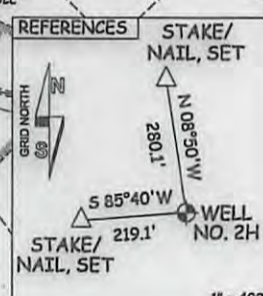 REFERENCES
STAKE/
NAIL, SET
GRID NORTH
N
S
N 08°50'W
280.1'
S 85°40'W
219.1'
WELL
NO. 2H
STAKE/
NAIL, SET